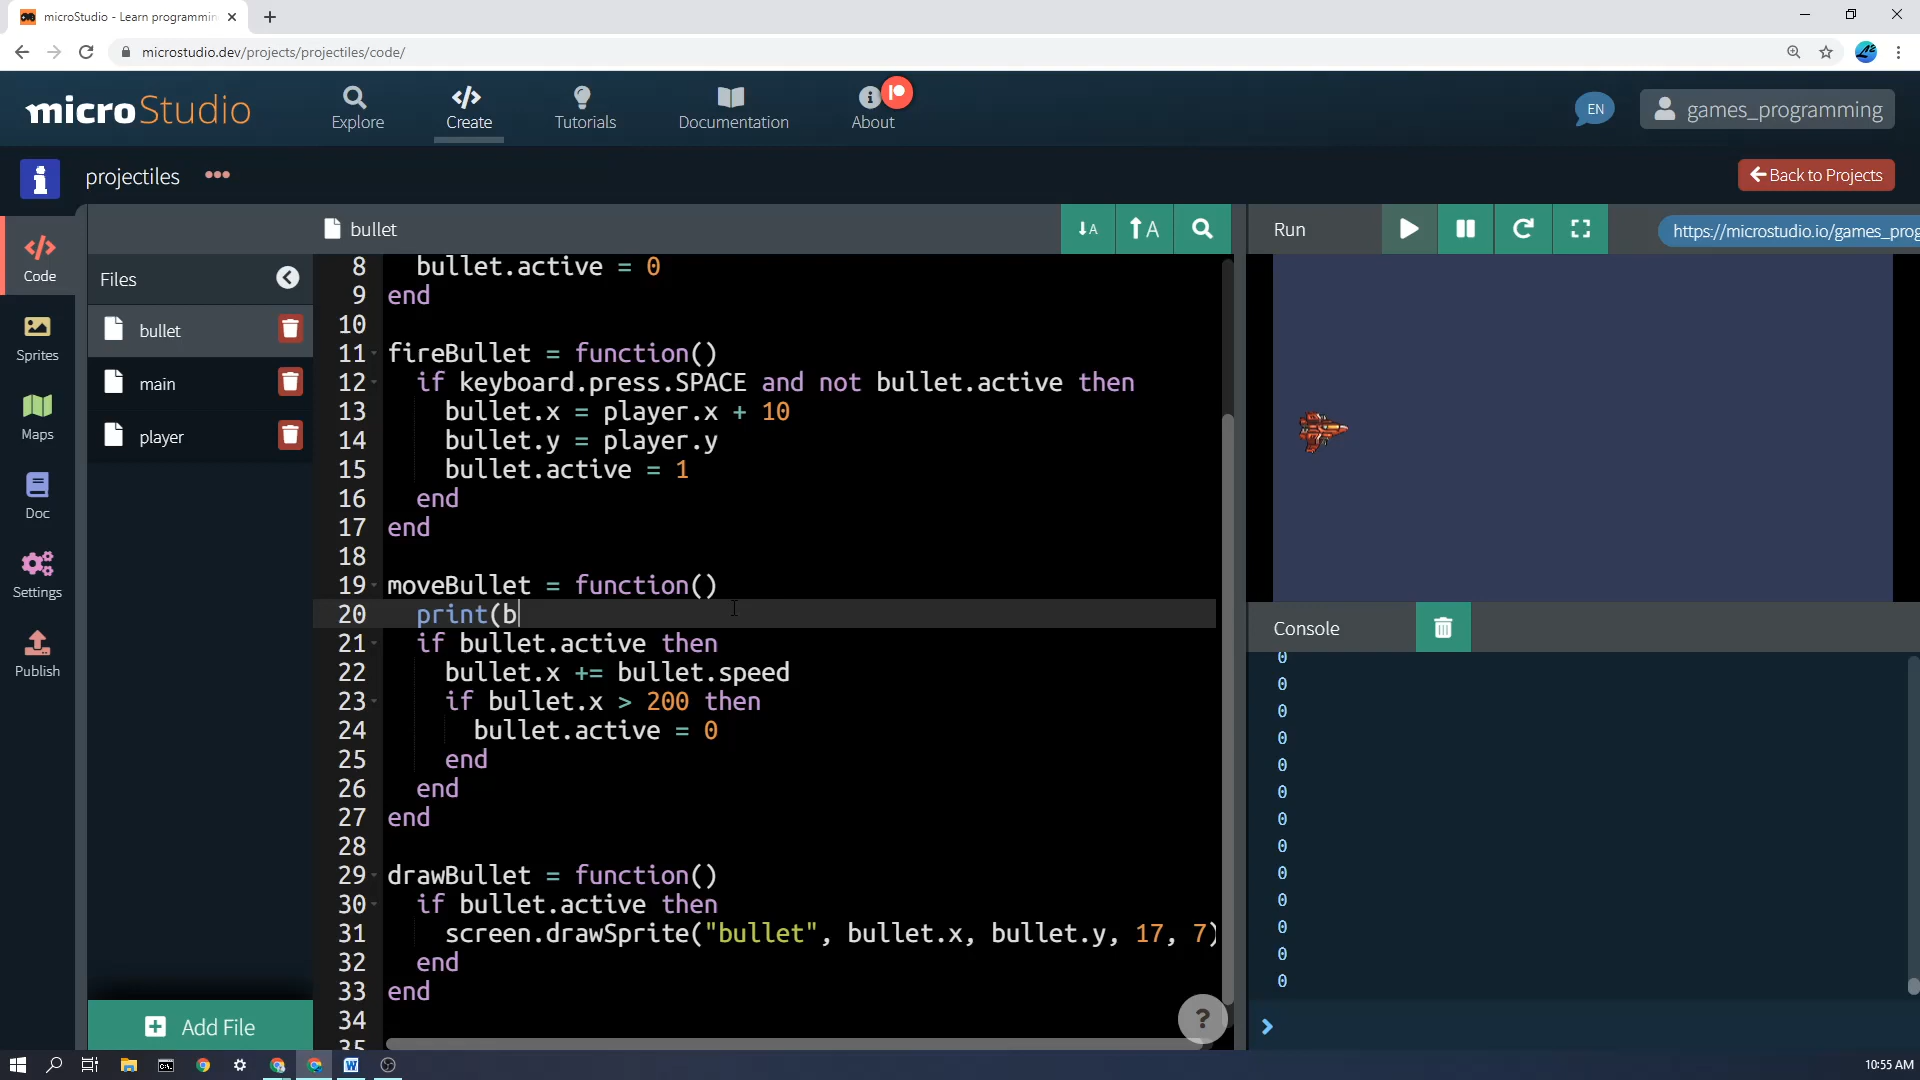 microStudio - Learn programmin
microstudio.dev/projects/projectiles/code/
microStudio
Explore
Create
Tutorials
Documentation
About
EN
games_programming
projectiles
Back to Projects
bullet
A
A
Run
https://microstudio.io/games_prog
Code
Sprites
Maps
Doc
Settings
Publish
Files
bullet
main
player
Add File
8 bullet.active = 0
9 end
10
11 fireBullet = function()
12 if keyboard.press.SPACE and not bullet.active then
13 bullet.x = player.x + 10
14 bullet.y = player.y
15 bullet.active = 1
16 end
17 end
18
19 moveBullet = function()
20 print(b
21 if bullet.active then
22 bullet.x += bullet.speed
23 if bullet.x > 200 then
24 bullet.active = 0
25 end
26 end
27 end
28
29 drawBullet = function()
30 if bullet.active then
31 screen.drawSprite("bullet", bullet.x, bullet.y, 17, 7)
32 end
33 end
34
35
?
Console
0
0
0
0
0
0
0
0
0
0
0
0
0
10:55 AM